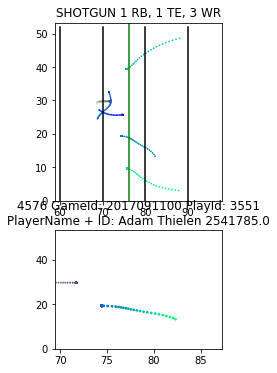 SHOTGUN 1 RB, 1 TE, 3 WR
50
40
30
20
10
0
60 70 80 90
4576 GameId: 2017091100 PlayId: 3551
PlayerName + ID: Adam Thielen 2541785.0
40
20
0
70 75 80 85